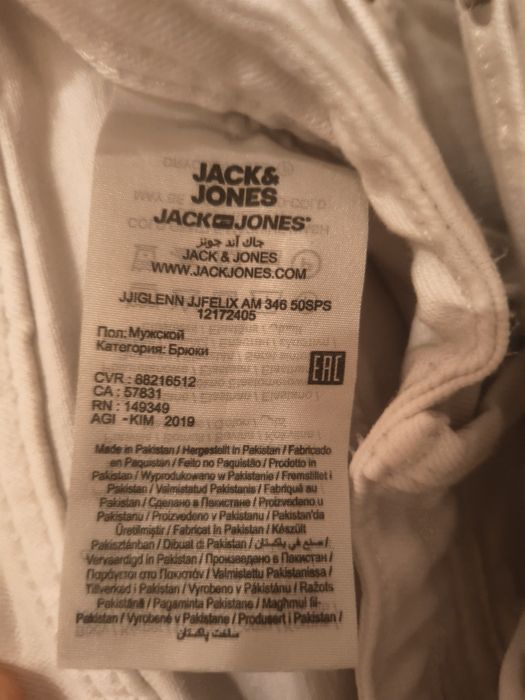 JACK&
JONES
JACK JONES
جاك آند جونز
JACK & JONES
WWW.JACKJONES.COM
JJIGLENN JJFELIX AM 346 50SPS
12172405
Пол: Мужской
Категория: Брюки
EAC
CVR : 88216512
CA : 57831
RN : 149349
AGI -KIM 2019
Made in Pakistan / Hergestellt in Pakistan / Fabricado
en Paquistan / Feito no Paquistão / Prodotto in
Pakistan / Wyprodukowano w Pakistanie / Fremstillet i
Pakistan / Valmistatud Pakistanis / Fabriqué au
Pakistan / Сделано в Пакистане / Proizvedano u
Pakistanu / Proizvedeno v Pakistanu / Pakistan'da
Üretilmiştir / Fabricat în Pakistan / Készült
Pakisztánban / Dibuat di Pakistan / صنع في باكستان /
Vervaardigd in Pakistan / Произведено в Пакистан /
Παράγεται στο Πακιστάν / Valmistettu Pakistanissa /
Tillverkad i Pakistan / Vyrobeno v Pákistánu / Ražots
Pakistānā / Pagaminta Pakistane / Maghmul fil-
Pakistan / Vyrobené v Pakistane / Produsert i Pakistan /
ساخت پاکستان